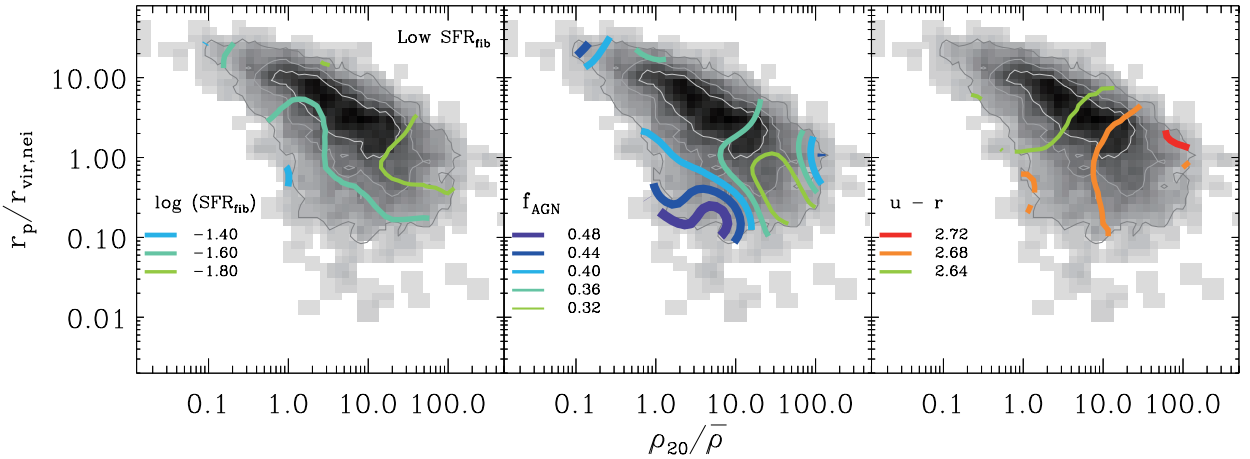 Low SFR_fib
r_p/r_vir,nei
10.00
1.00
0.10
0.01
log (SFR_fib)
−1.40
−1.60
−1.80
f_AGN
0.48
0.44
0.40
0.36
0.32
u − r
2.72
2.68
2.64
0.1 1.0 10.0 100.0
0.1 1.0 10.0 100.0
0.1 1.0 10.0 100.0
ρ_20/ρ̅